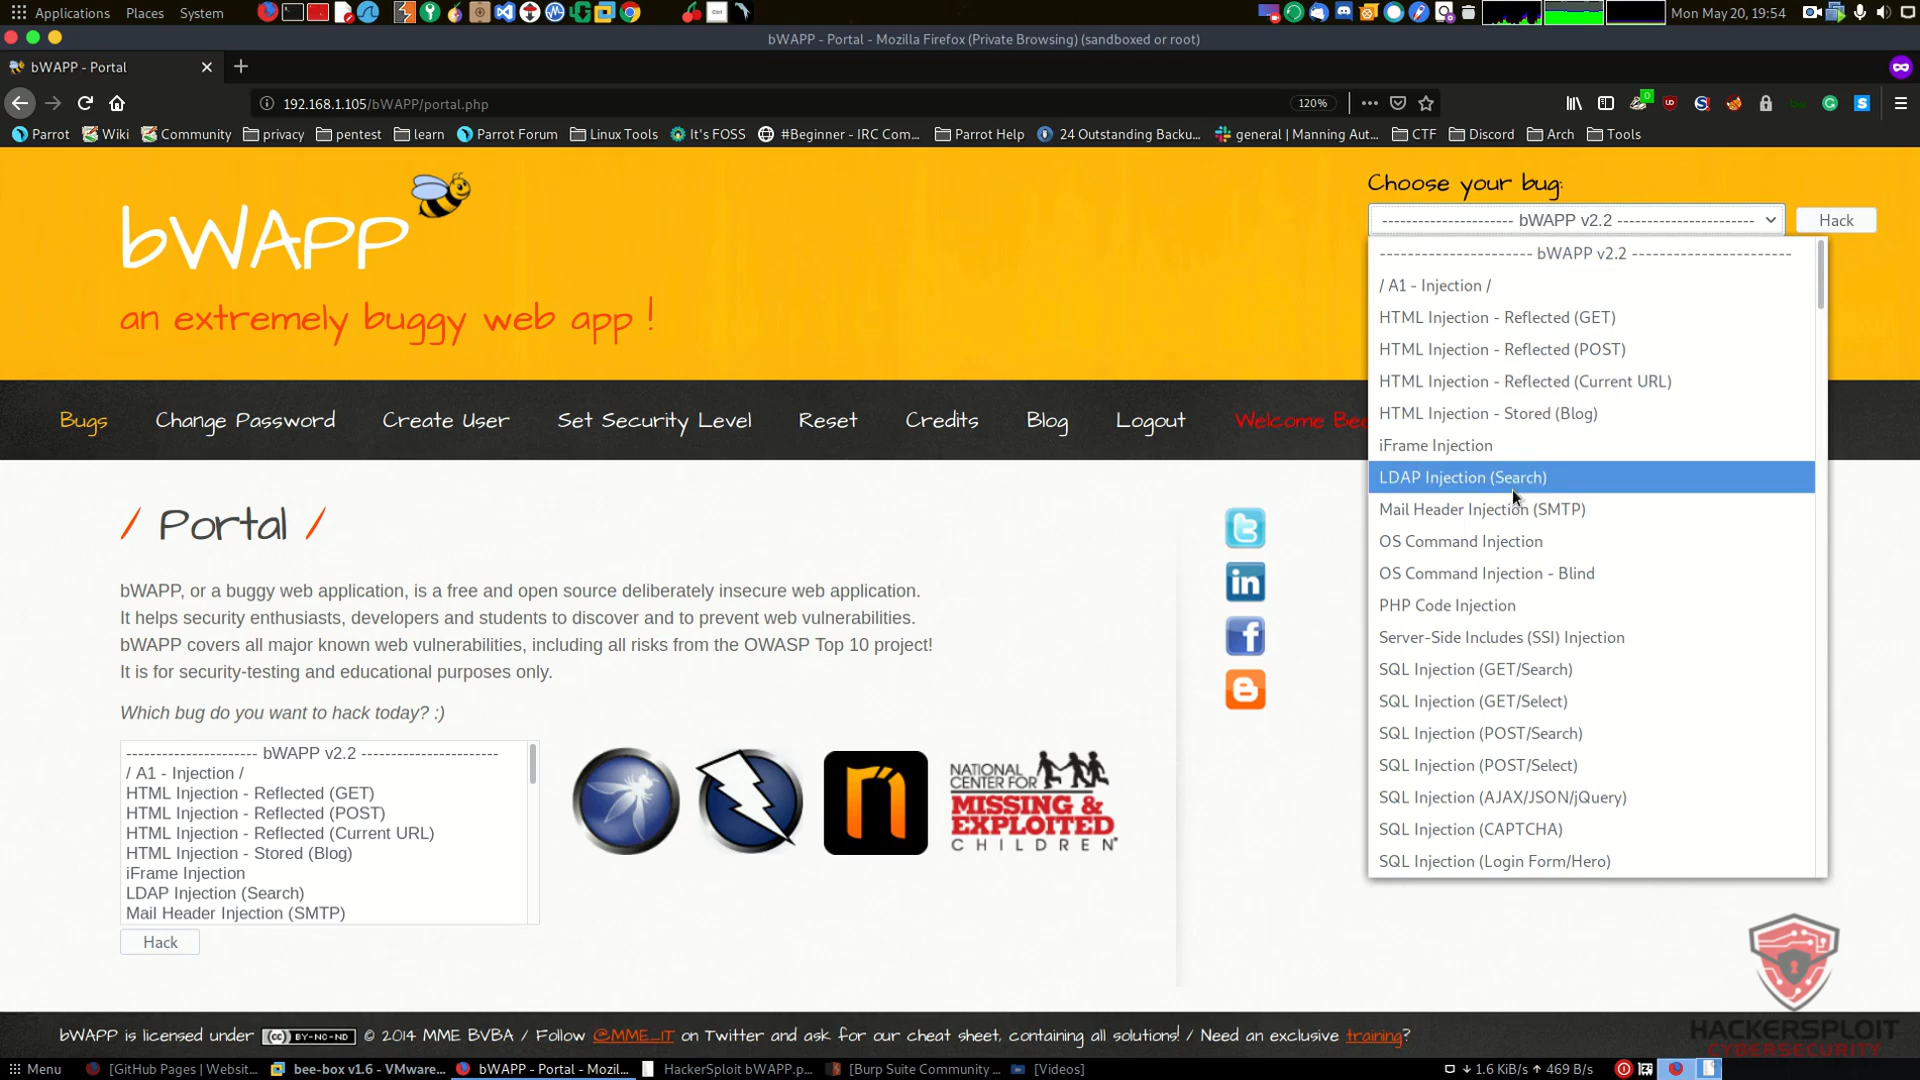 Applications Places System
Mon May 20, 19:54
bWAPP - Portal - Mozilla Firefox (Private Browsing) (sandboxed or root)
bWAPP - Portal
192.168.1.105/bWAPP/portal.php
120%
0
Parrot Wiki Community privacy pentest learn Parrot Forum Linux Tools It's FOSS #Beginner - IRC Com... Parrot Help 24 Outstanding Backu... general | Manning Aut... CTF Discord Arch Tools
bWAPP
an extremely buggy web app !
Choose your bug:
---------------------- bWAPP v2.2 -----------------------
Hack
----------------------- bWAPP v2.2 ------------------------
/ A1 - Injection /
HTML Injection - Reflected (GET)
HTML Injection - Reflected (POST)
HTML Injection - Reflected (Current URL)
HTML Injection - Stored (Blog)
iFrame Injection
LDAP Injection (Search)
Mail Header Injection (SMTP)
OS Command Injection
OS Command Injection - Blind
PHP Code Injection
Server-Side Includes (SSI) Injection
SQL Injection (GET/Search)
SQL Injection (GET/Select)
SQL Injection (POST/Search)
SQL Injection (POST/Select)
SQL Injection (AJAX/JSON/jQuery)
SQL Injection (CAPTCHA)
SQL Injection (Login Form/Hero)
Bugs Change Password Create User Set Security Level Reset Credits Blog Logout Welcome
/ Portal /
bWAPP, or a buggy web application, is a free and open source deliberately insecure web application.
It helps security enthusiasts, developers and students to discover and to prevent web vulnerabilities.
bWAPP covers all major known web vulnerabilities, including all risks from the OWASP Top 10 project!
It is for security-testing and educational purposes only.
Which bug do you want to hack today? :)
---------------------- bWAPP v2.2 -----------------------
/ A1 - Injection /
HTML Injection - Reflected (GET)
HTML Injection - Reflected (POST)
HTML Injection - Reflected (Current URL)
HTML Injection - Stored (Blog)
iFrame Injection
LDAP Injection (Search)
Mail Header Injection (SMTP)
Hack
NATIONAL
CENTER FOR
MISSING &
EXPLOITED
CHILDREN
HACKERSPLOIT
CYBERSECURITY
bWAPP is licensed under BY-NC-ND © 2014 MME BVBA / Follow @MME_IT on Twitter and ask for our cheat sheet, containing all solutions! / Need an exclusive training?
Menu [GitHub Pages | Websit... bee-box v1.6 - VMware... bWAPP - Portal - Mozil... HackerSploit bWAPP.p... [Burp Suite Community ... [Videos] ↓ 1.6 KiB/s ↑ 469 B/s